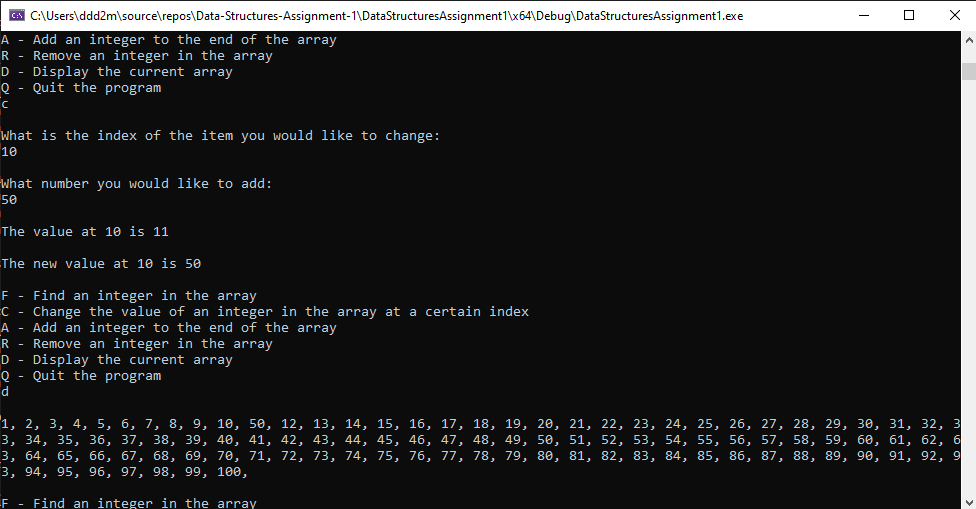 C:\Users\ddd2m\source\repos\Data-Structures-Assignment-1\DataStructuresAssignment1\x64\Debug\DataStructuresAssignment1.exe
A - Add an integer to the end of the array
R - Remove an integer in the array
D - Display the current array
Q - Quit the program
c
What is the index of the item you would like to change:
10
What number you would like to add:
50
The value at 10 is 11
The new value at 10 is 50
F - Find an integer in the array
C - Change the value of an integer in the array at a certain index
A - Add an integer to the end of the array
R - Remove an integer in the array
D - Display the current array
Q - Quit the program
d
1, 2, 3, 4, 5, 6, 7, 8, 9, 10, 50, 12, 13, 14, 15, 16, 17, 18, 19, 20, 21, 22, 23, 24, 25, 26, 27, 28, 29, 30, 31, 32, 3
3, 34, 35, 36, 37, 38, 39, 40, 41, 42, 43, 44, 45, 46, 47, 48, 49, 50, 51, 52, 53, 54, 55, 56, 57, 58, 59, 60, 61, 62, 6
3, 64, 65, 66, 67, 68, 69, 70, 71, 72, 73, 74, 75, 76, 77, 78, 79, 80, 81, 82, 83, 84, 85, 86, 87, 88, 89, 90, 91, 92, 9
3, 94, 95, 96, 97, 98, 99, 100,
F - Find an integer in the array